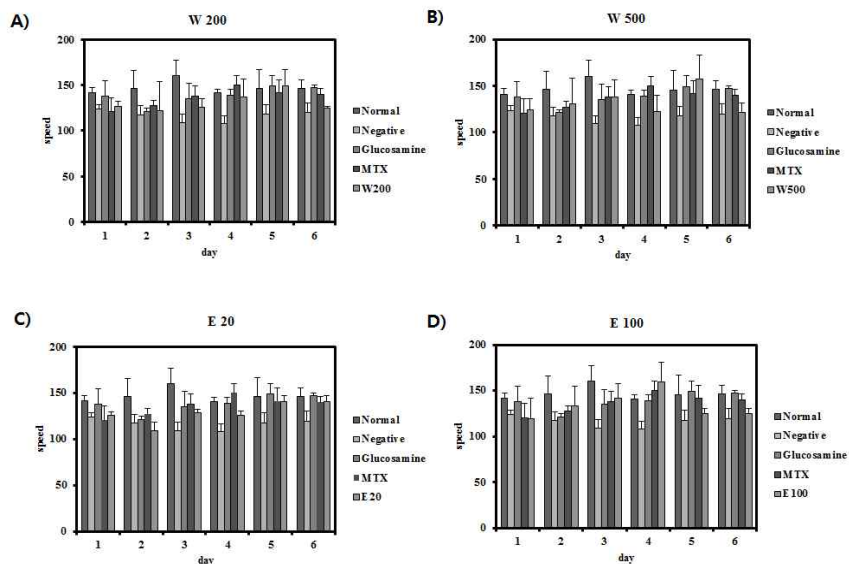 A)
W 200
200
150
100
50
0
speed
1 2 3 4 5 6
day
Normal
Negative
Glucosamine
MTX
W200
B)
W 500
200
150
100
50
0
speed
1 2 3 4 5 6
day
Normal
Negative
Glucosamine
MTX
W500
C)
E 20
200
150
100
50
0
speed
1 2 3 4 5 6
day
Normal
Negative
Glucosamine
MTX
E 20
D)
E 100
200
150
100
50
0
speed
1 2 3 4 5 6
day
Normal
Negative
Glucosamine
MTX
E 100